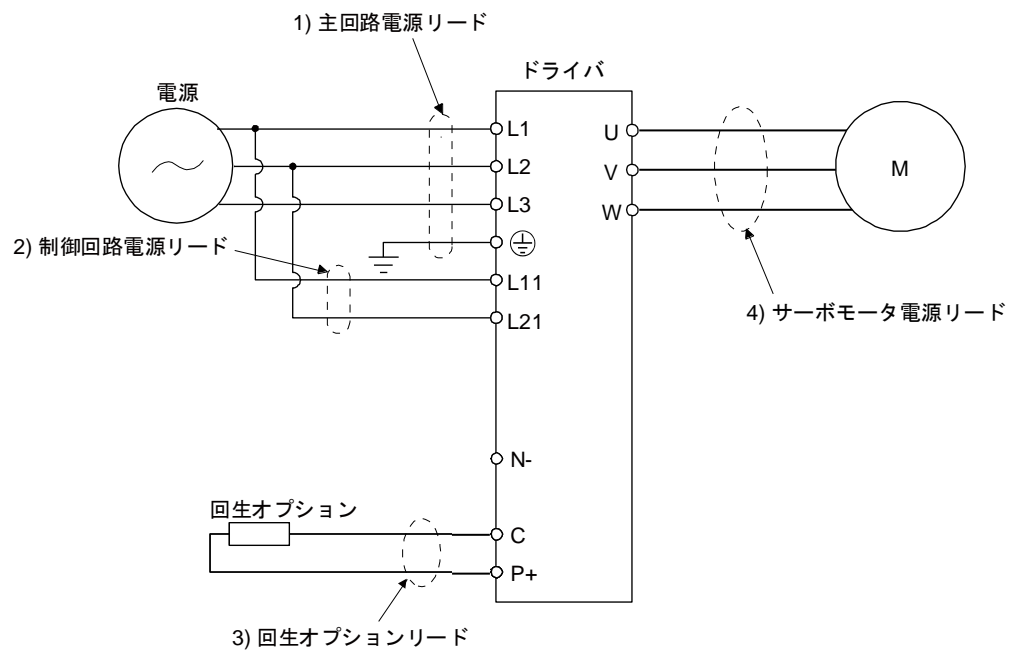 1) 主回路電源リード
ドライバ
電源
L1
U
L2
V
M
L3
W
2) 制御回路電源リード
L11
4) サーボモータ電源リード
L21
N-
回生オプション
C
P+
3) 回生オプションリード